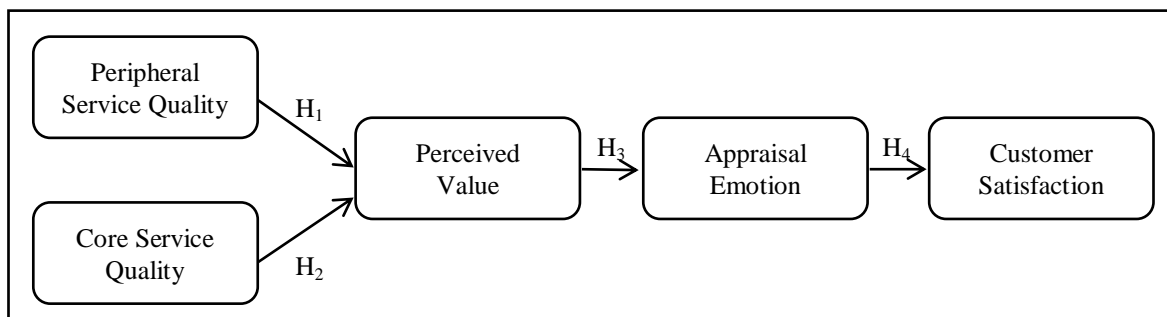 Peripheral
Service Quality
H₁
Core Service
Quality
H₂
Perceived
Value
H₃
Appraisal
Emotion
H₄
Customer
Satisfaction